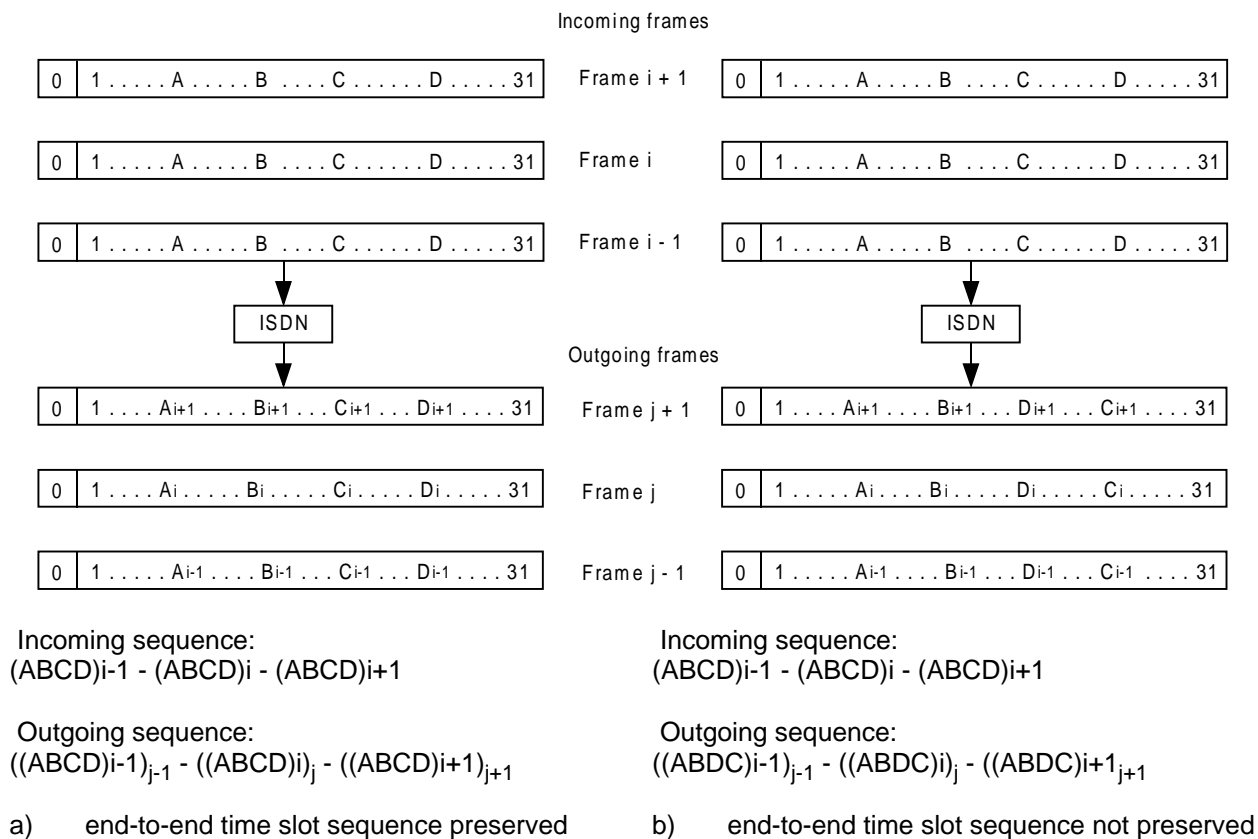 Incoming frames
0 1 . . . . . A . . . . . B . . . . C . . . . . . D . . . . . 31 Frame i + 1 0 1 . . . . . A . . . . . B . . . . C . . . . . . D . . . . . 31
0 1 . . . . . A . . . . . B . . . . C . . . . . . D . . . . . 31 Frame i 0 1 . . . . . A . . . . . B . . . . C . . . . . . D . . . . . 31
0 1 . . . . . A . . . . . B . . . . C . . . . . . D . . . . . 31 Frame i - 1 0 1 . . . . . A . . . . . B . . . . C . . . . . . D . . . . . 31
ISDN ISDN
Outgoing frames
0 1 . . . . Ai+1 . . . . Bi+1 . . . Ci+1 . . . Di+1 . . . . 31 Frame j + 1 0 1 . . . . Ai+1 . . . . Bi+1 . . . Di+1 . . . Ci+1 . . . . 31
0 1 . . . . Ai . . . . . Bi . . . . . Ci . . . . . Di . . . . . 31 Frame j 0 1 . . . . . Ai . . . . Bi . . . . . Di . . . . . Ci . . . . . 31
0 1 . . . . . Ai-1 . . . . Bi-1 . . . Ci-1 . . . Di-1 . . . . 31 Frame j - 1 0 1 . . . . . Ai-1 . . . . Bi-1 . . . Di-1 . . . Ci-1 . . . . 31
Incoming sequence:
(ABCD)i-1 - (ABCD)i - (ABCD)i+1
Outgoing sequence:
((ABCD)i-1)j-1 - ((ABCD)i)j - ((ABCD)i+1)j+1
a) end-to-end time slot sequence preserved
Incoming sequence:
(ABCD)i-1 - (ABCD)i - (ABCD)i+1
Outgoing sequence:
((ABDC)i-1)j-1 - ((ABDC)i)j - ((ABDC)i+1j+1
b) end-to-end time slot sequence not preserved